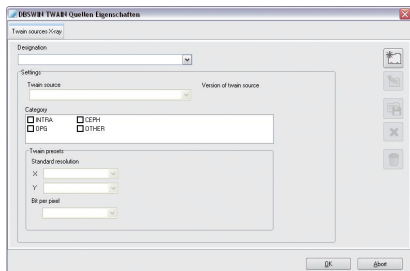 DBSWIN TWAIN Quellen Eigenschaften
Twain sources X-ray
Designation
Settings
Twain source Version of twain source
Category
INTRA CEPH
OPG OTHER
Twain presets
Standard resolution
X
Y
Bit per pixel
OK Abort